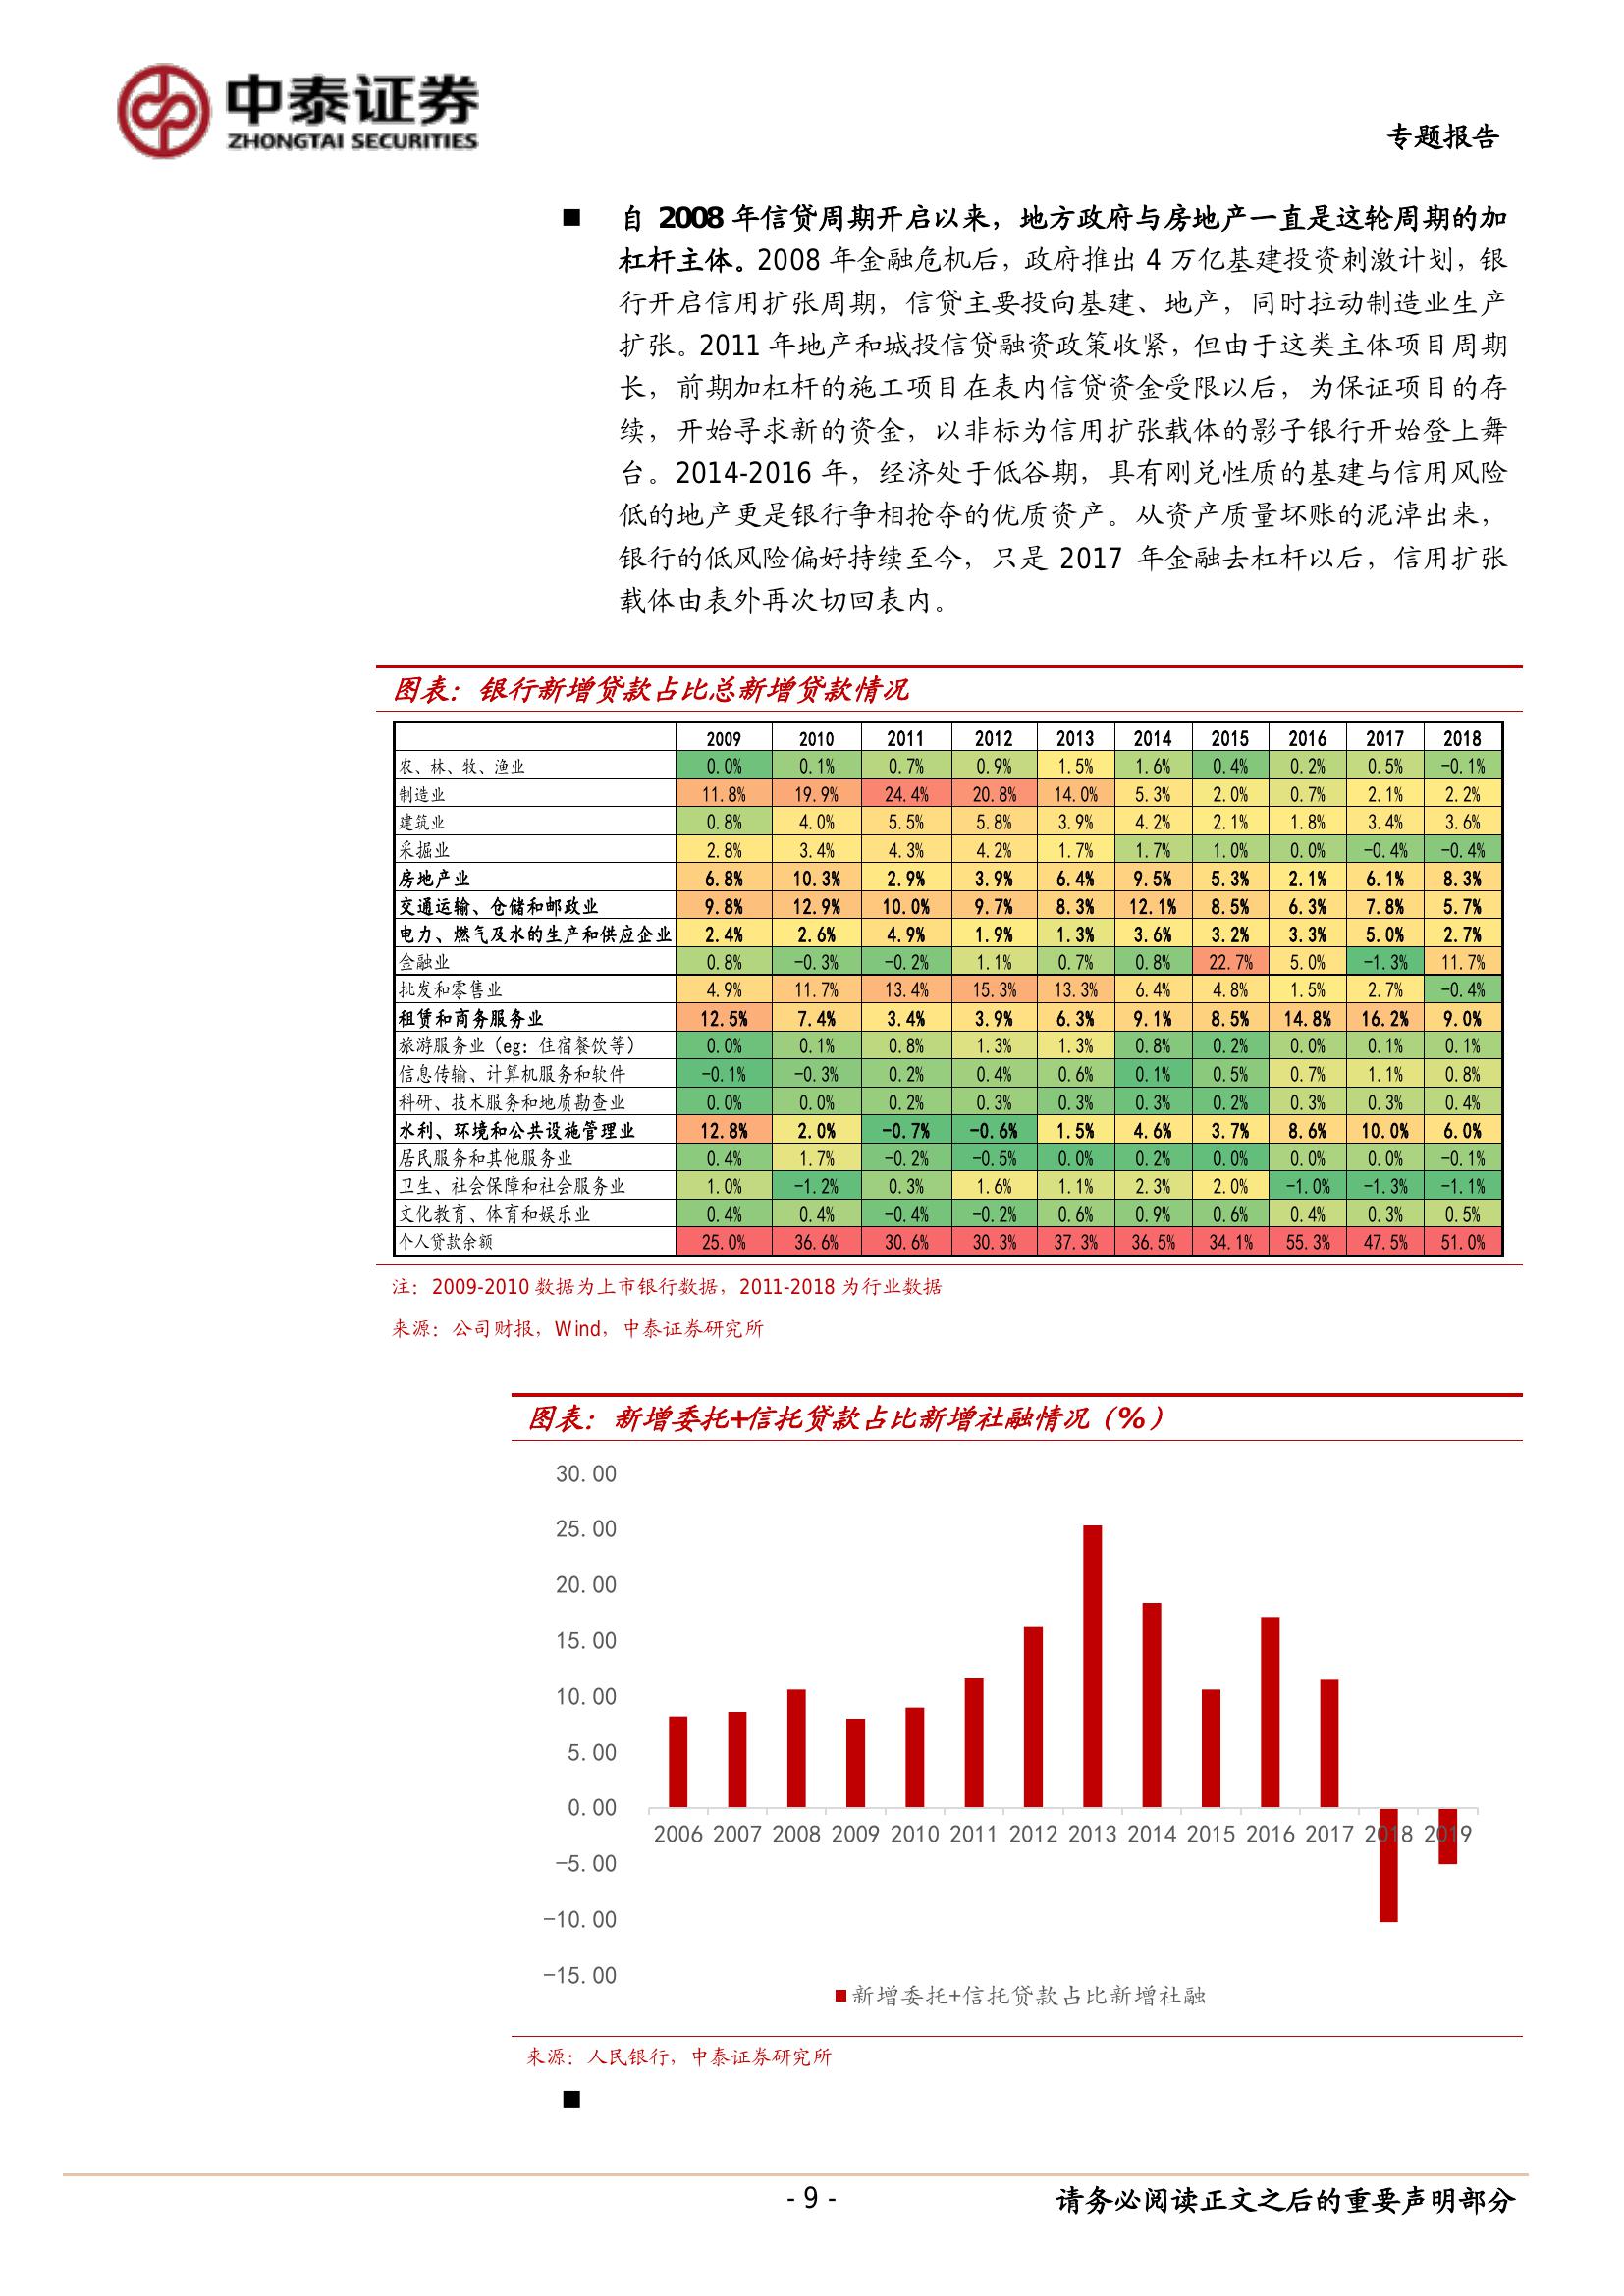 中泰证券
ZHONGTAI SECURITIES
专题报告
■ 自 2008 年信贷周期开启以来，地方政府与房地产一直是这轮周期的加
杠杆主体。2008 年金融危机后，政府推出 4 万亿基建投资刺激计划，银
行开启信用扩张周期，信贷主要投向基建、地产，同时拉动制造业生产
扩张。2011 年地产和城投信贷融资政策收紧，但由于这类主体项目周期
长，前期加杠杆的施工项目在表内信贷资金受限以后，为保证项目的存
续，开始寻求新的资金，以非标为信用扩张载体的影子银行开始登上舞
台。2014-2016 年，经济处于低谷期，具有刚兑性质的基建与信用风险
低的地产更是银行争相抢夺的优质资产。从资产质量坏账的泥淖出来，
银行的低风险偏好持续至今，只是 2017 年金融去杠杆以后，信用扩张
载体由表外再次切回表内。
图表：银行新增贷款占比总新增贷款情况
2009 2010 2011 2012 2013 2014 2015 2016 2017 2018
农、林、牧、渔业 0.0% 0.1% 0.7% 0.9% 1.5% 1.6% 0.4% 0.2% 0.5% -0.1%
制造业 11.8% 19.9% 24.4% 20.8% 14.0% 5.3% 2.0% 0.7% 2.1% 2.2%
建筑业 0.8% 4.0% 5.5% 5.8% 3.9% 4.2% 2.1% 1.8% 3.4% 3.6%
采掘业 2.8% 3.4% 4.3% 4.2% 1.7% 1.7% 1.0% 0.0% -0.4% -0.4%
房地产业 6.8% 10.3% 2.9% 3.9% 6.4% 9.5% 5.3% 2.1% 6.1% 8.3%
交通运输、仓储和邮政业 9.8% 12.9% 10.0% 9.7% 8.3% 12.1% 8.5% 6.3% 7.8% 5.7%
电力、燃气及水的生产和供应企业 2.4% 2.6% 4.9% 1.9% 1.3% 3.6% 3.2% 3.3% 5.0% 2.7%
金融业 0.8% -0.3% -0.2% 1.1% 0.7% 0.8% 22.7% 5.0% -1.3% 11.7%
批发和零售业 4.9% 11.7% 13.4% 15.3% 13.3% 6.4% 4.8% 1.5% 2.7% -0.4%
租赁和商务服务业 12.5% 7.4% 3.4% 3.9% 6.3% 9.1% 8.5% 14.8% 16.2% 9.0%
旅游服务业（eg：住宿餐饮等） 0.0% 0.1% 0.8% 1.3% 1.3% 0.8% 0.2% 0.0% 0.1% 0.1%
信息传输、计算机服务和软件 -0.1% -0.3% 0.2% 0.4% 0.6% 0.1% 0.5% 0.7% 1.1% 0.8%
科研、技术服务和地质勘查业 0.0% 0.0% 0.2% 0.3% 0.3% 0.3% 0.2% 0.3% 0.3% 0.4%
水利、环境和公共设施管理业 12.8% 2.0% -0.7% -0.6% 1.5% 4.6% 3.7% 8.6% 10.0% 6.0%
居民服务和其他服务业 0.4% 1.7% -0.2% -0.5% 0.0% 0.2% 0.0% 0.0% 0.0% -0.1%
卫生、社会保障和社会服务业 1.0% -1.2% 0.3% 1.6% 1.1% 2.3% 2.0% -1.0% -1.3% -1.1%
文化教育、体育和娱乐业 0.4% 0.4% -0.4% -0.2% 0.6% 0.9% 0.6% 0.4% 0.3% 0.5%
个人贷款余额 25.0% 36.6% 30.6% 30.3% 37.3% 36.5% 34.1% 55.3% 47.5% 51.0%
注：2009-2010 数据为上市银行数据，2011-2018 为行业数据
来源：公司财报，Wind，中泰证券研究所
图表：新增委托+信托贷款占比新增社融情况（%）
30.00
25.00
20.00
15.00
10.00
5.00
0.00
2006 2007 2008 2009 2010 2011 2012 2013 2014 2015 2016 2017 2018 2019
-5.00
-10.00
-15.00
新增委托+信托贷款占比新增社融
来源：人民银行，中泰证券研究所
■
- 9 -
请务必阅读正文之后的重要声明部分